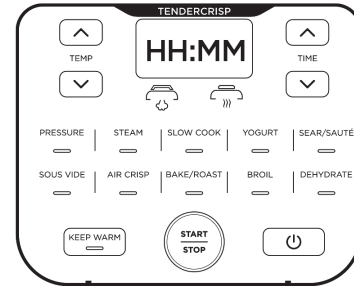 TENDERCRISP
HH:MM
TEMP
TIME
PRESSURE STEAM SLOW COOK YOGURT SEAR/SAUTÉ
SOUS VIDE AIR CRISP BAKE/ROAST BROIL DEHYDRATE
KEEP WARM
START
STOP